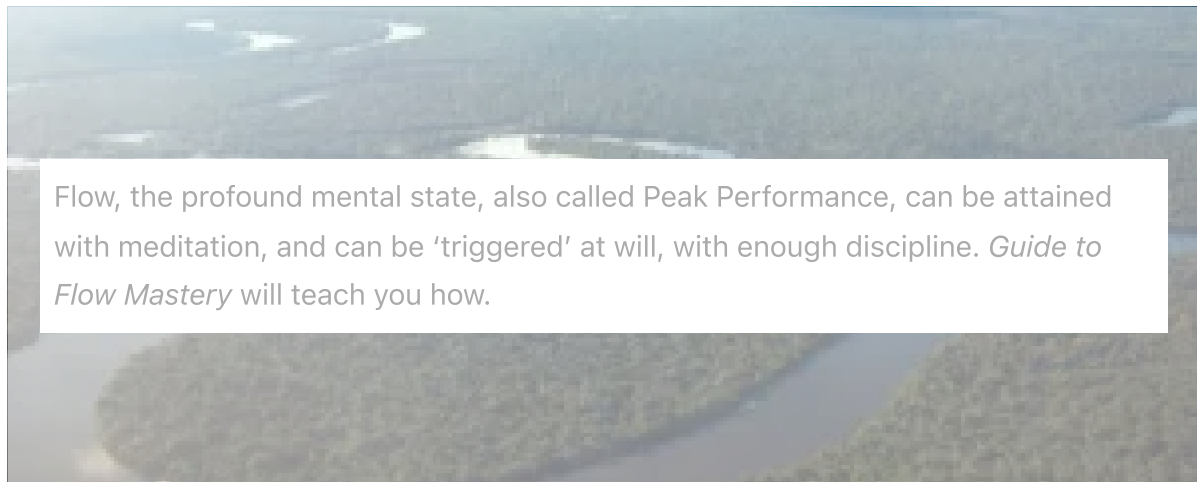 Flow, the profound mental state, also called Peak Performance, can be attained
with meditation, and can be ‘triggered’ at will, with enough discipline. Guide to
Flow Mastery will teach you how.